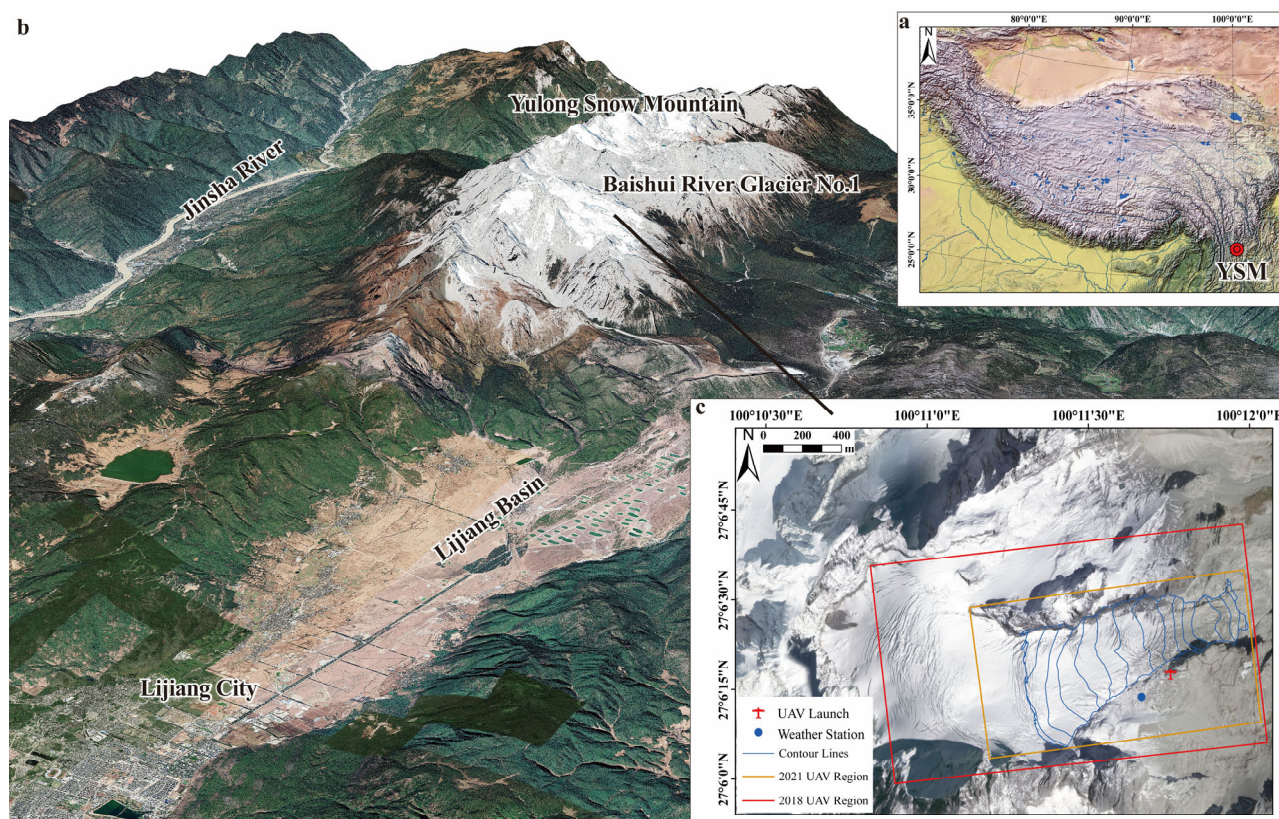 b
Yulong Snow Mountain
Baishui River Glacier No.1
Jinsha River
Lijiang Basin
Lijiang City
a
80°0'0"E
90°0'0"E
100°0'0"E
N
35°0'0"N
30°0'0"N
25°0'0"N
YSM
c
100°10'30"E
100°11'0"E
100°11'30"E
100°12'0"E
N
0 200 400
m
27°6'45"N
27°6'30"N
27°6'15"N
27°6'0"N
UAV Launch
Weather Station
Contour Lines
2021 UAV Region
2018 UAV Region